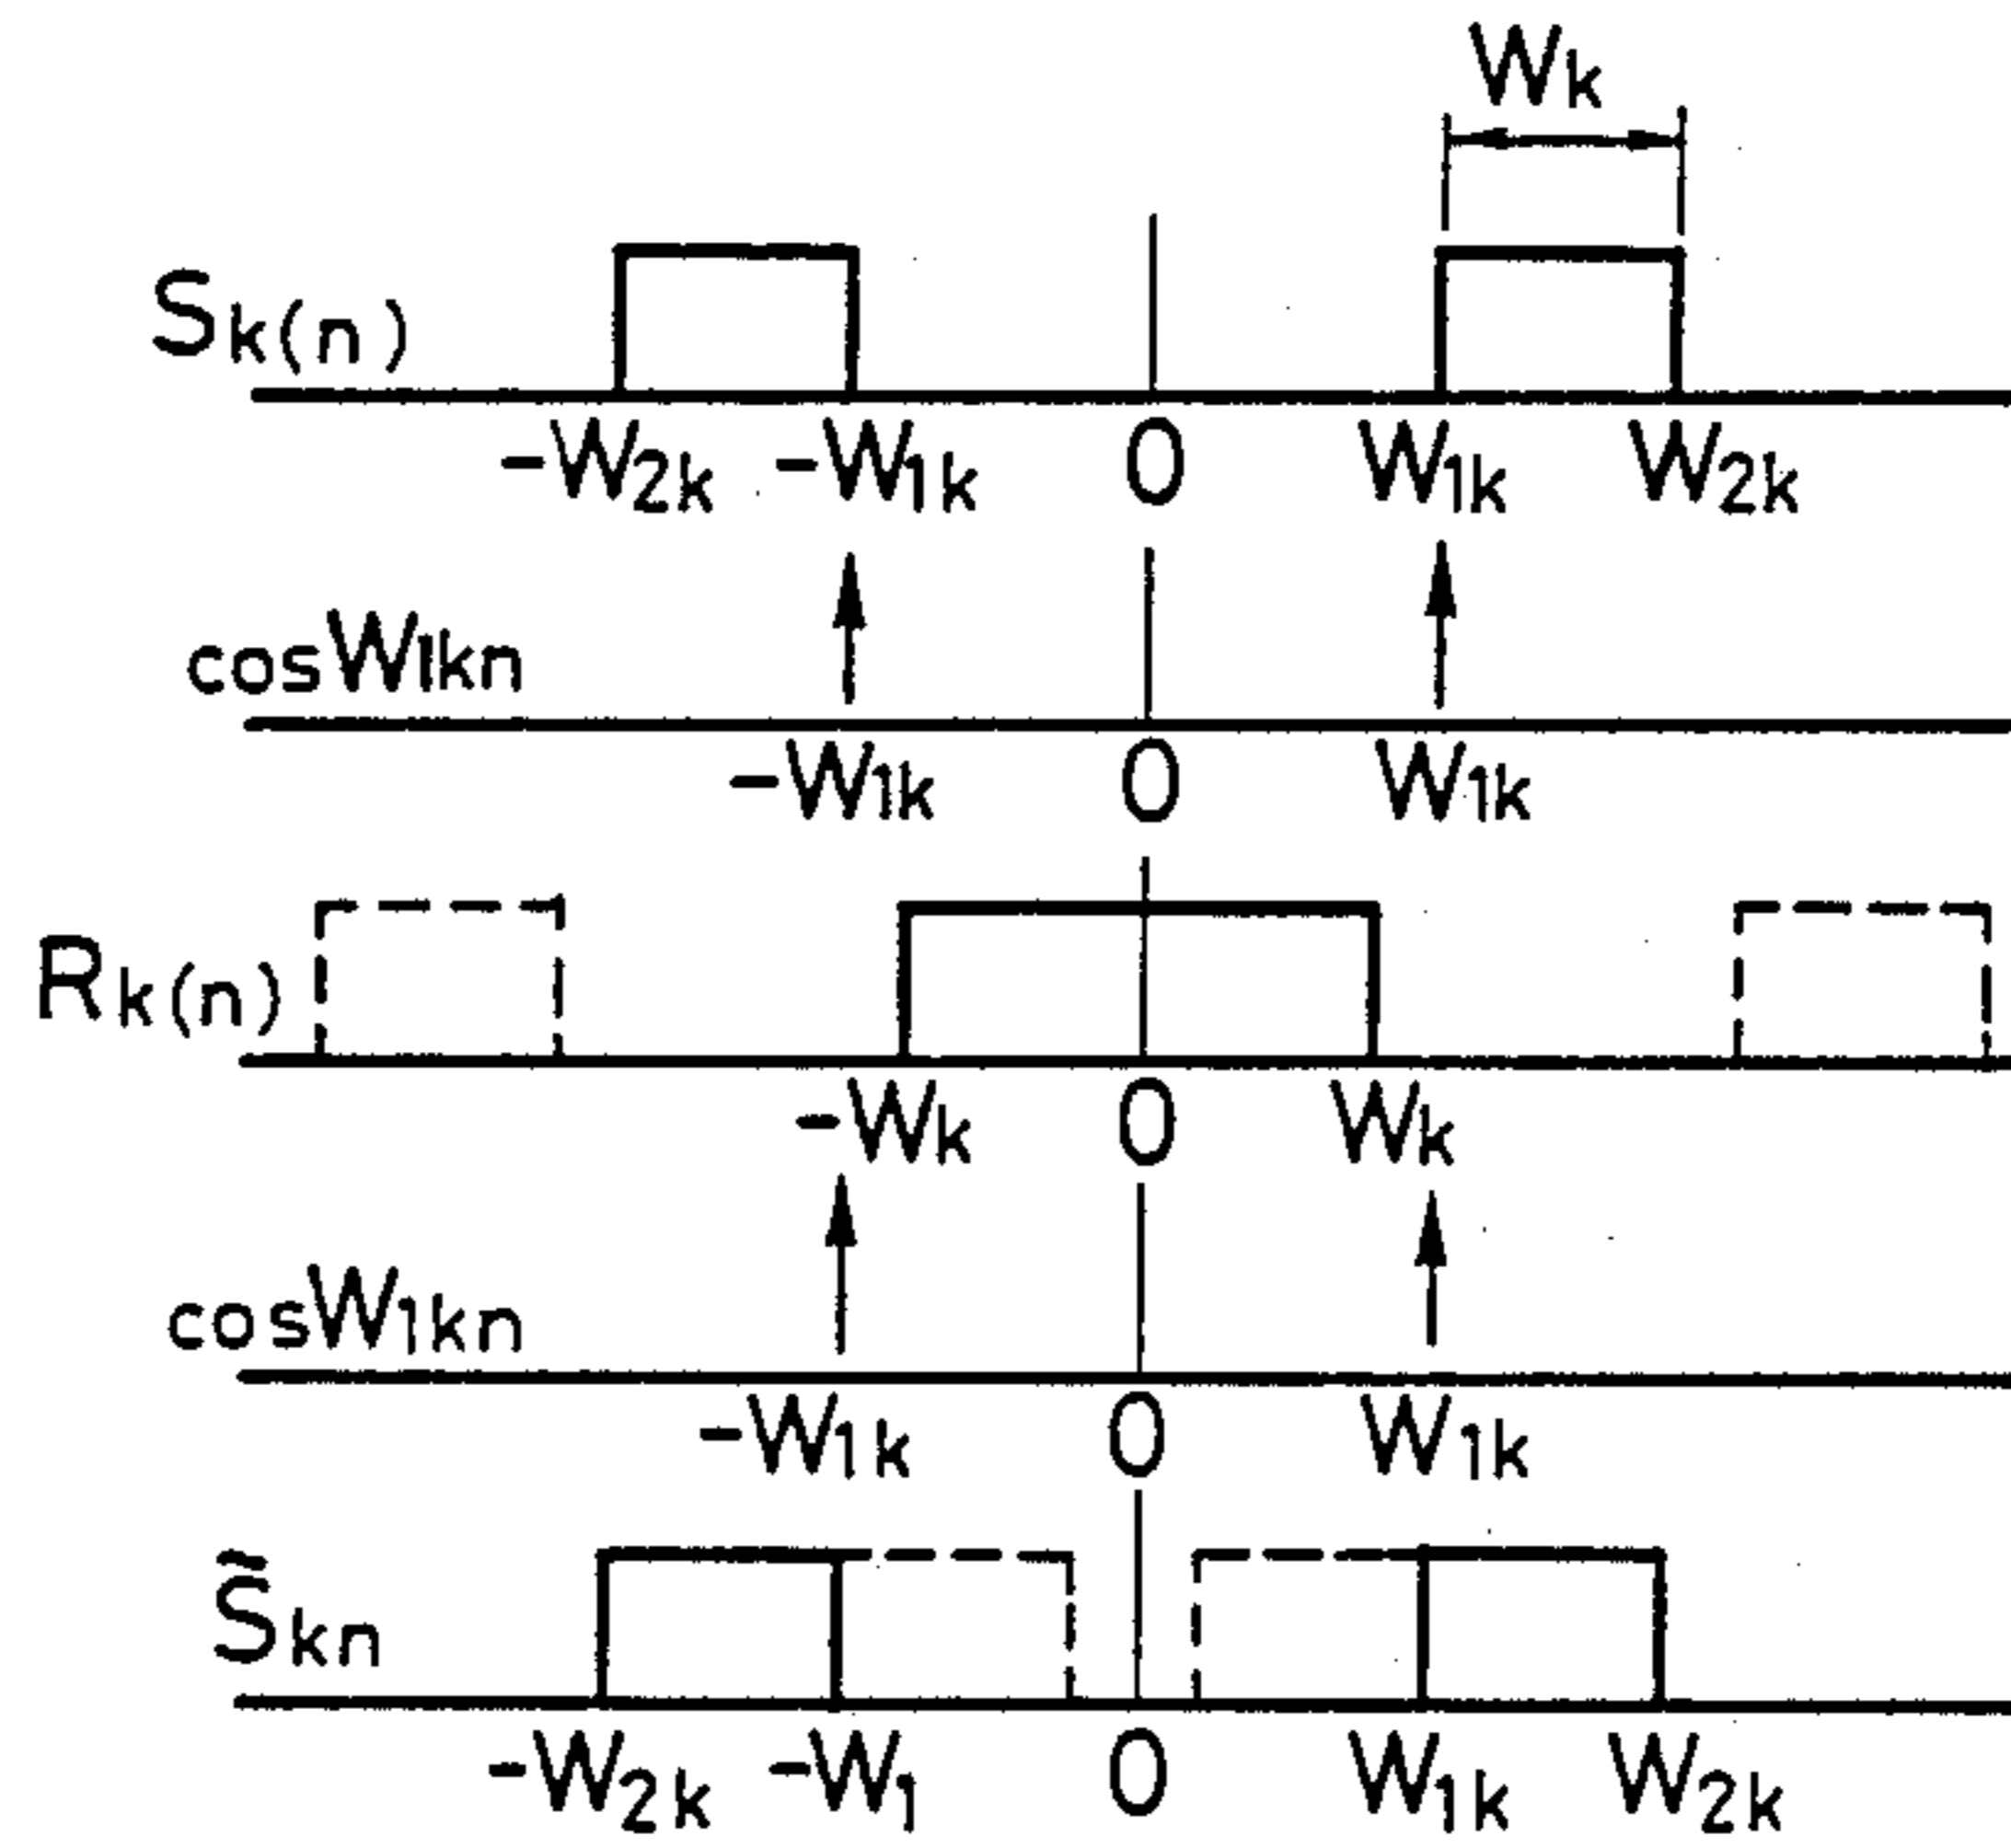 Wk
Sk(n)
-W2k -W1k 0 W1k W2k
cosW1kn
-W1k 0 W1k
Rk(n)
-Wk 0 Wk
cosW1kn
-W1k 0 W1k
S̃kn
-W2k -W1 0 W1k W2k